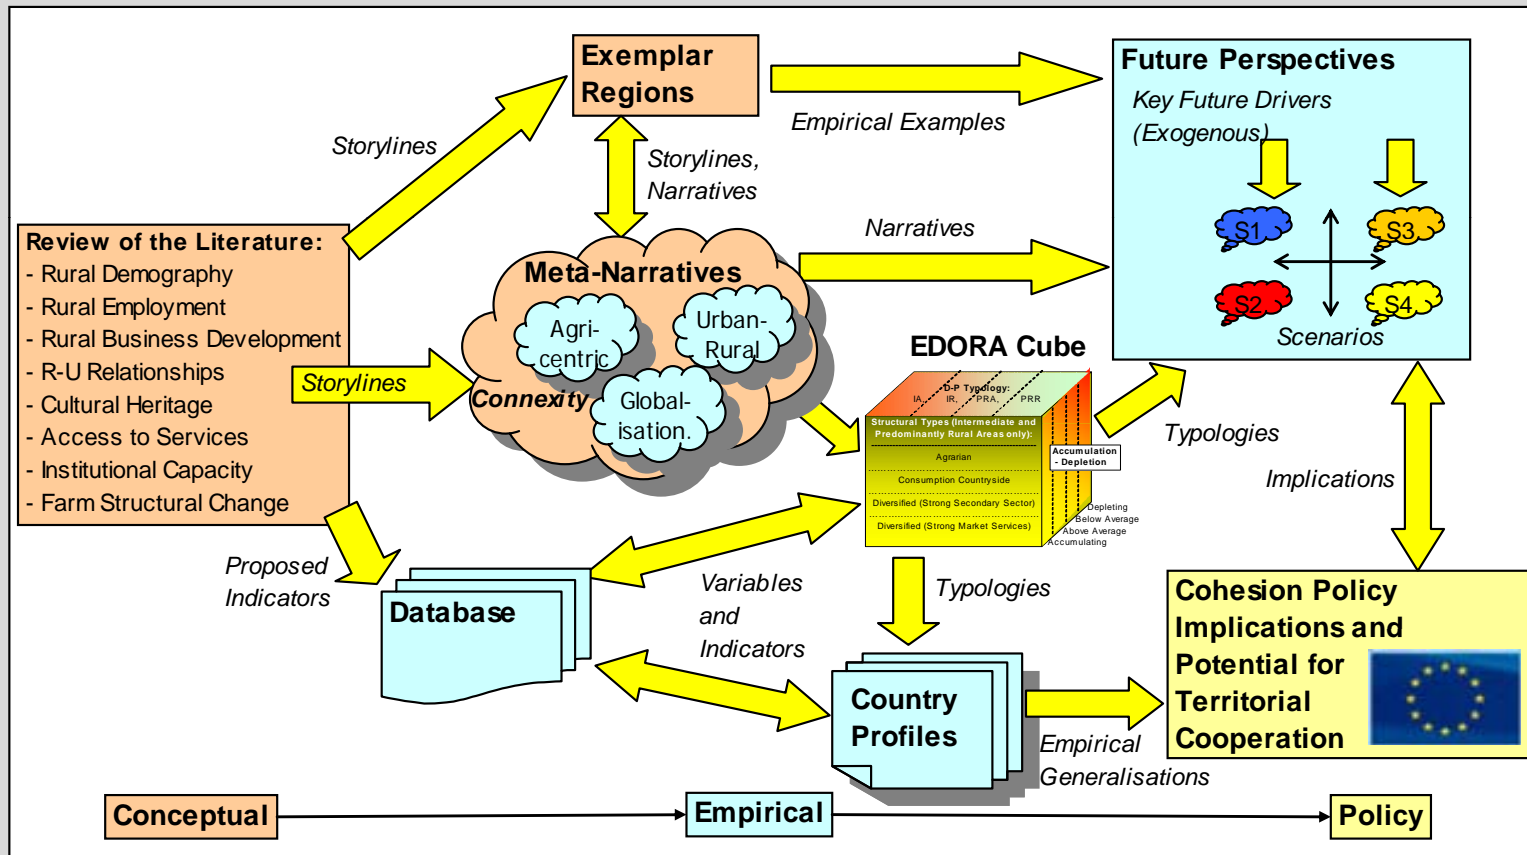 Exemplar
Regions
Future Perspectives
Key Future Drivers
(Exogenous)
S1
S3
S2
S4
Scenarios
Storylines
Empirical Examples
Storylines,
Narratives
Narratives
Review of the Literature:
- Rural Demography
- Rural Employment
- Rural Business Development
- R-U Relationships
- Cultural Heritage
- Access to Services
- Institutional Capacity
- Farm Structural Change
Storylines
Meta-Narratives
Agri-
centric
Urban-
Rural
Connexity
Global-
isation.
EDORA Cube
D-P Typology:
IA, IR, PRA, PRR
Structural Types (Intermediate and
Predominantly Rural Areas only):
Agrarian
Consumption Countryside
Diversified (Strong Secondary Sector)
Diversified (Strong Market Services)
Accumulation
- Depletion
Depleting
Below Average
Above Average
Accumulating
Typologies
Implications
Proposed
Indicators
Database
Variables
and
Indicators
Typologies
Country
Profiles
Empirical
Generalisations
Cohesion Policy
Implications and
Potential for
Territorial
Cooperation
Conceptual
Empirical
Policy